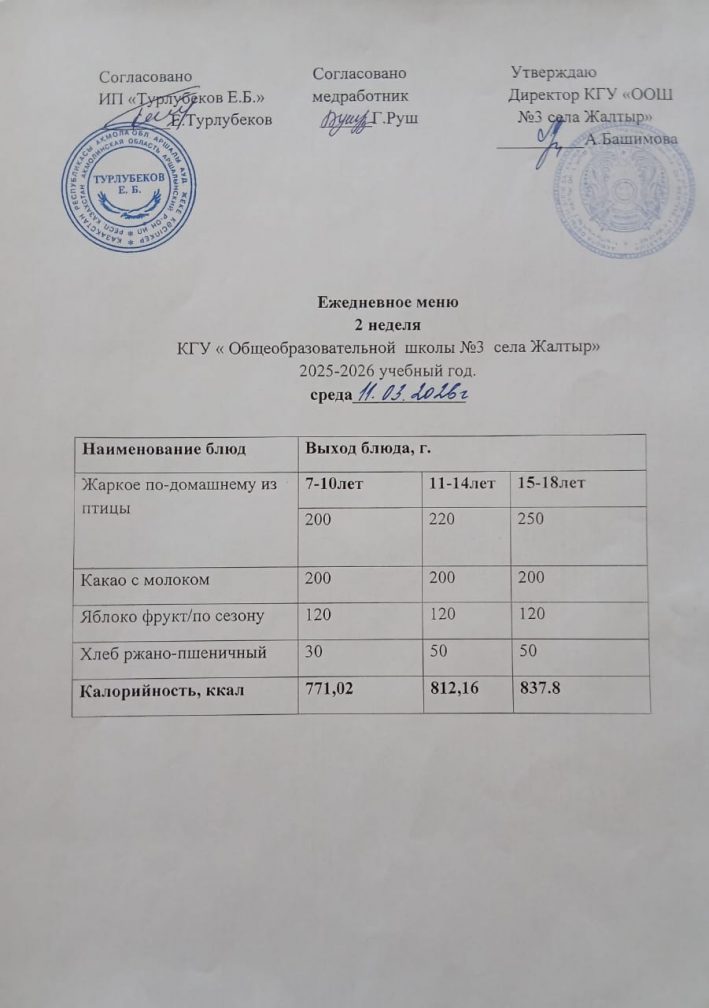 Согласовано
ИП «Турлубеков Е.Б.»
Е.Турлубеков
Согласовано
медработник
Г.Руш
Утверждаю
Директор КГУ «ООШ
№3 села Жалтыр»
А.Башимова
ТУРЛУБЕКОВ
Е. Б.
Ежедневное меню
2 неделя
КГУ « Общеобразовательной школы №3 села Жалтыр»
2025-2026 учебный год.
среда 11.03.2026г
Наименование блюд Выход блюда, г.
Жаркое по-домашнему из 7-10лет 11-14лет 15-18лет
птицы
200 220 250
Какао с молоком 200 200 200
Яблоко фрукт/по сезону 120 120 120
Хлеб ржано-пшеничный 30 50 50
Калорийность, ккал 771,02 812,16 837.8